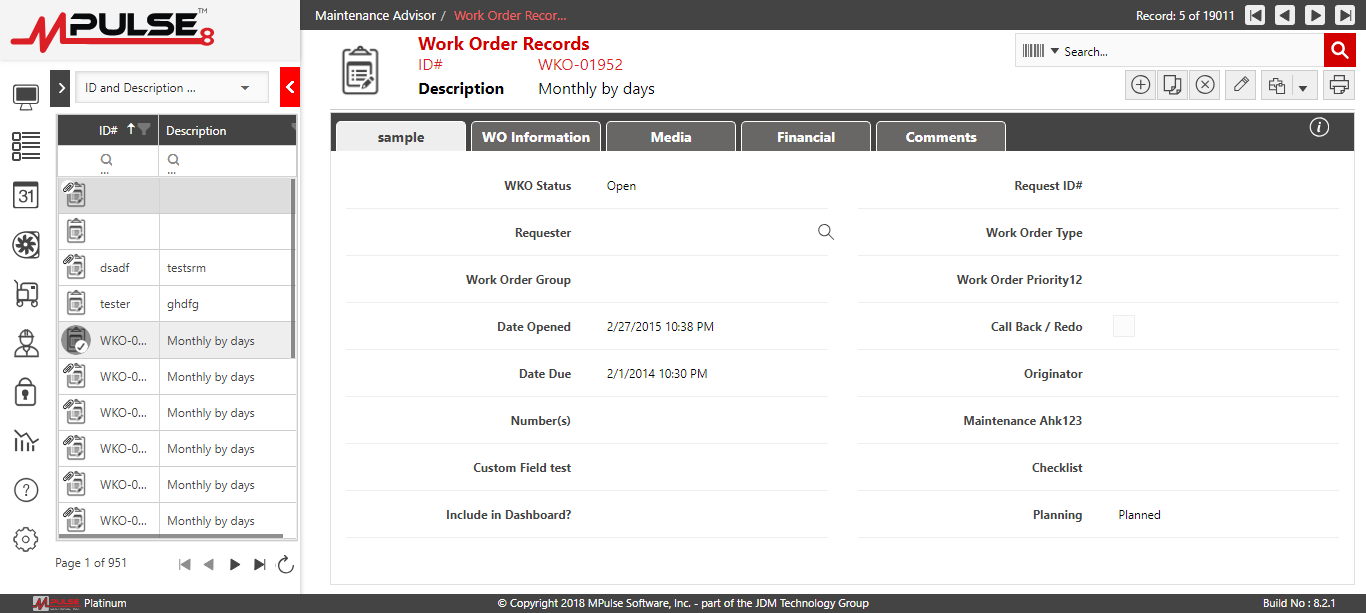 MPULSE™ 8
Maintenance Advisor / Work Order Recor...
Record: 5 of 19011
Work Order Records
ID# WKO-01952
Description Monthly by days
Search...
ID and Description ...
ID# Description
...
...
dsadf testsrm
tester ghdfg
WKO-0... Monthly by days
WKO-0... Monthly by days
WKO-0... Monthly by days
WKO-0... Monthly by days
WKO-0... Monthly by days
WKO-0... Monthly by days
Page 1 of 951
31
?
sample WO Information Media Financial Comments
i
WKO Status Open Request ID#
Requester Work Order Type
Work Order Group Work Order Priority12
Date Opened 2/27/2015 10:38 PM Call Back / Redo
Date Due 2/1/2014 10:30 PM Originator
Number(s) Maintenance Ahk123
Custom Field test Checklist
Include in Dashboard? Planning Planned
MPULSE Platinum
© Copyright 2018 MPulse Software, Inc. - part of the JDM Technology Group
Build No : 8.2.1